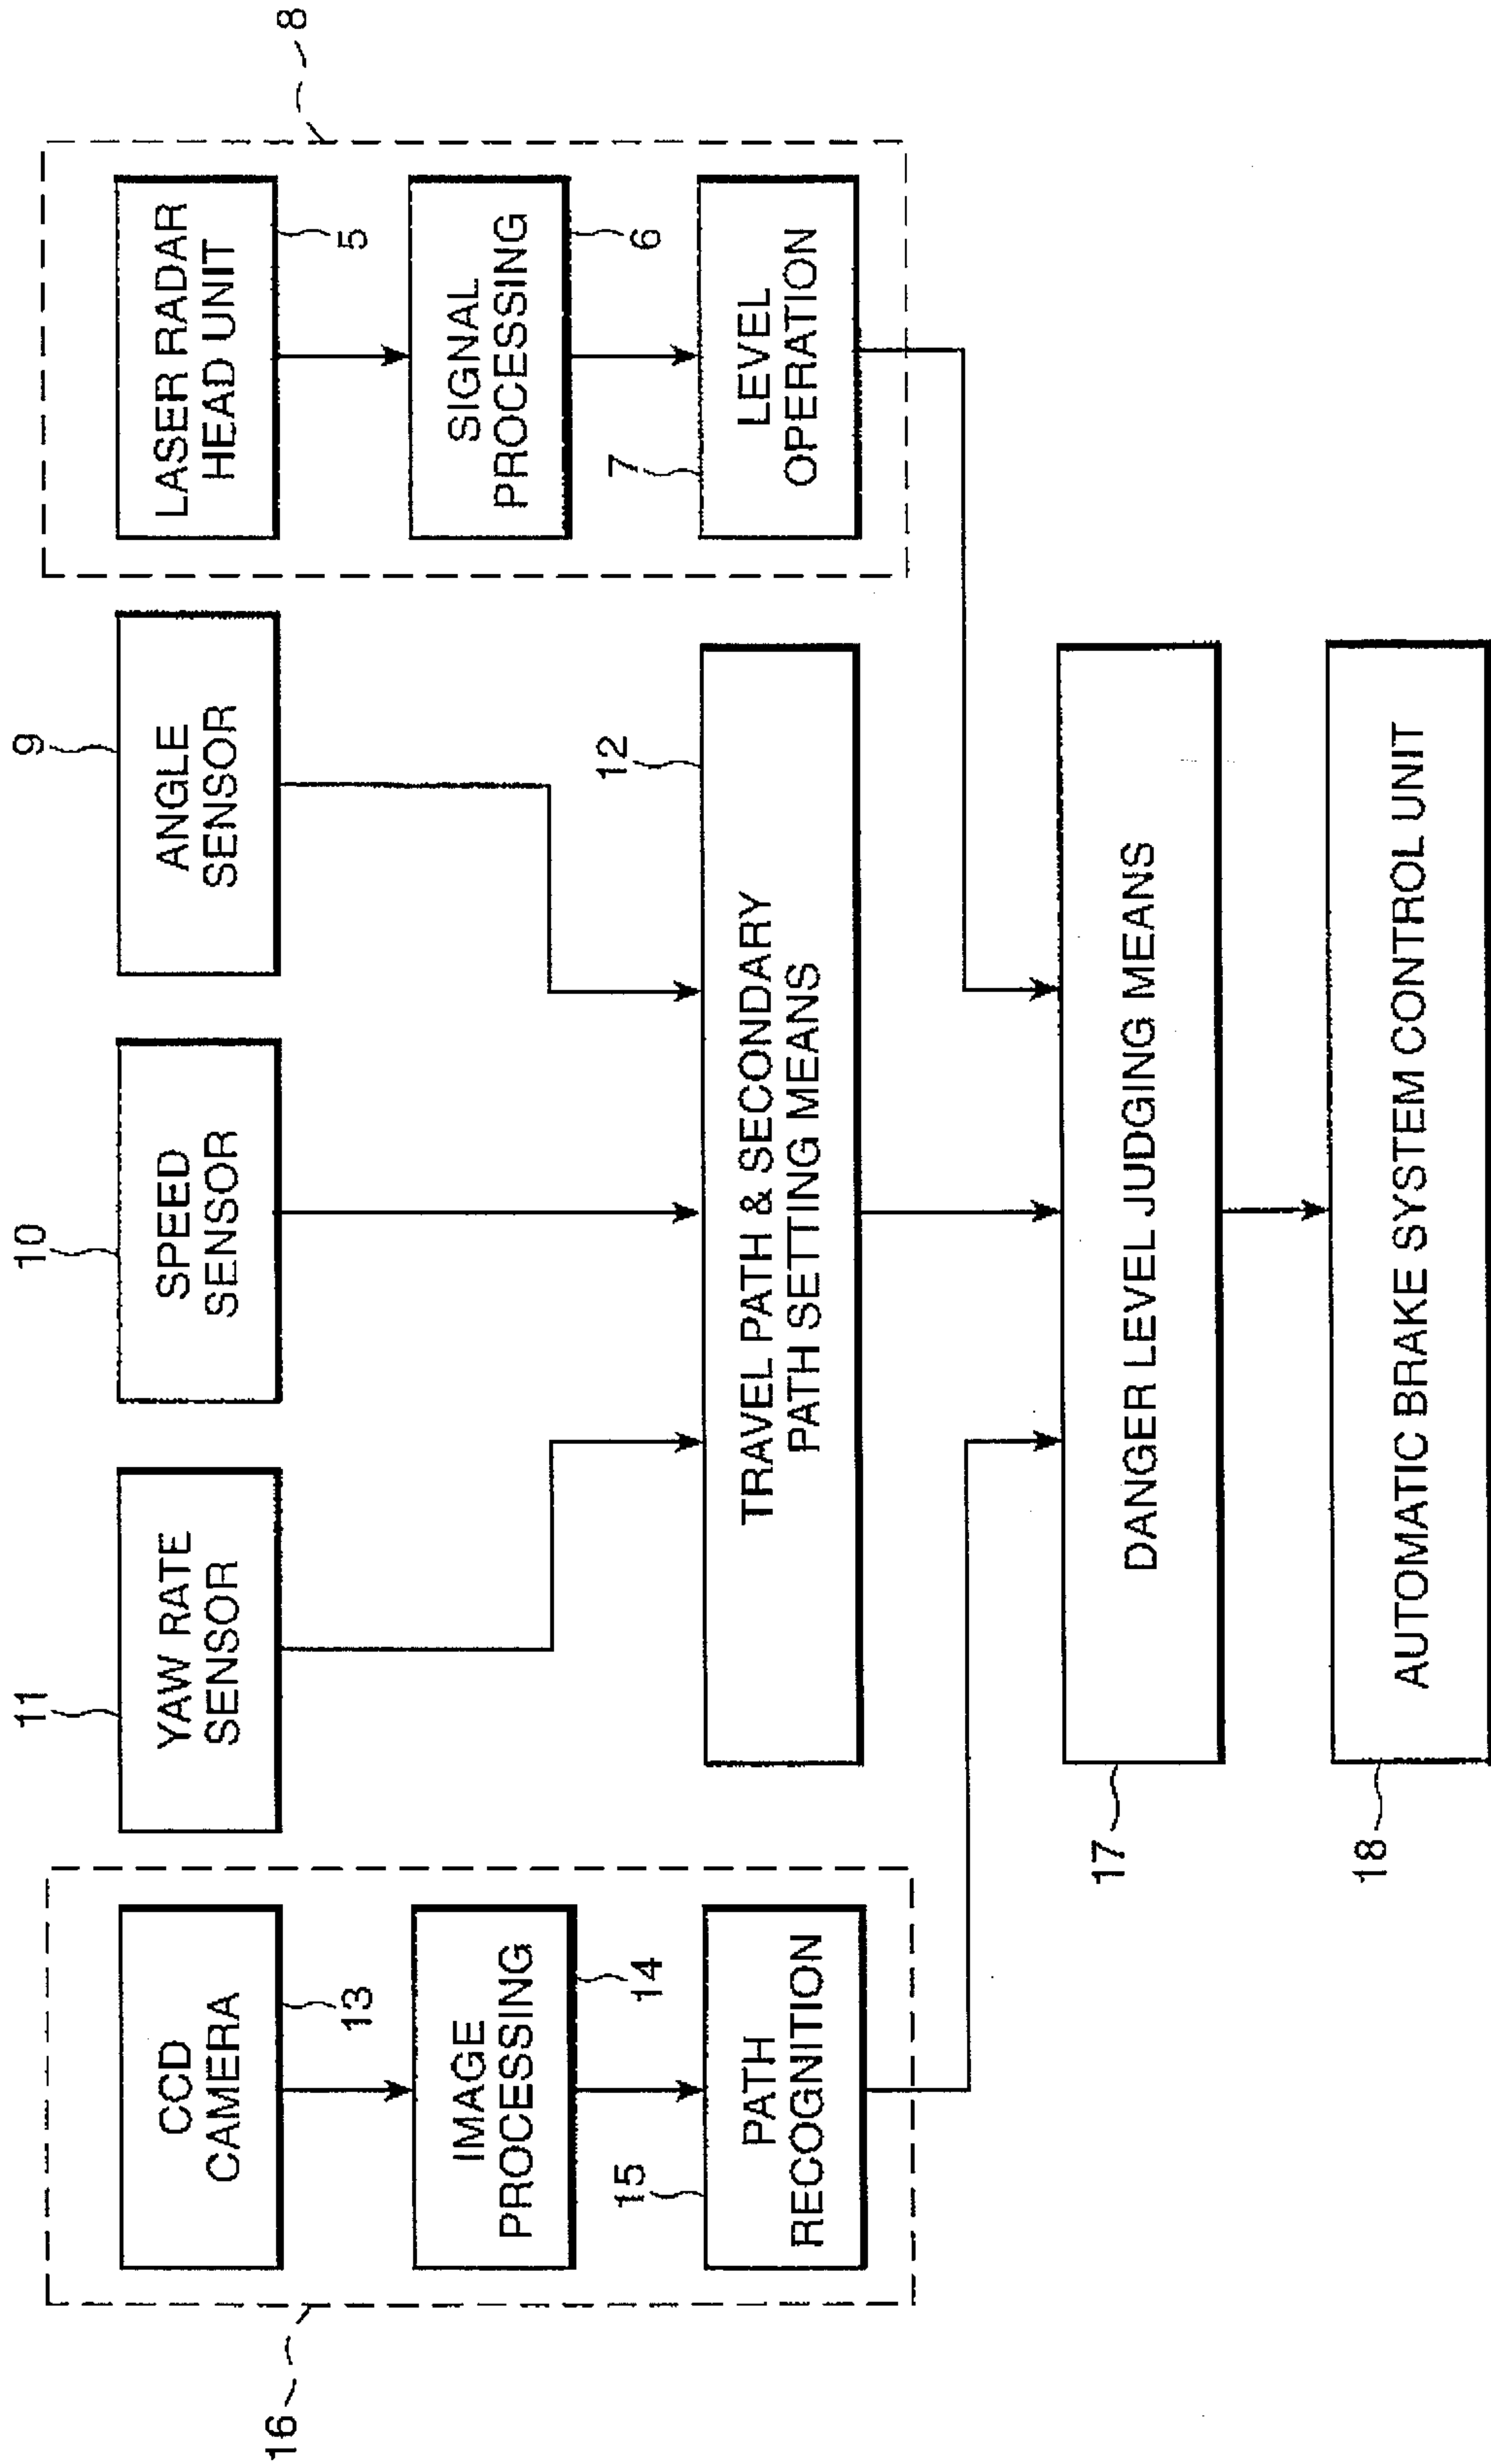 11
10
9
8
CCD
CAMERA
YAW RATE
SENSOR
SPEED
SENSOR
ANGLE
SENSOR
LASER RADAR
HEAD UNIT
16
13
5
IMAGE
PROCESSING
SIGNAL
PROCESSING
14
6
15
12
7
PATH
RECOGNITION
TRAVEL PATH & SECONDARY
PATH SETTING MEANS
LEVEL
OPERATION
17
DANGER LEVEL JUDGING MEANS
18
AUTOMATIC BRAKE SYSTEM CONTROL UNIT